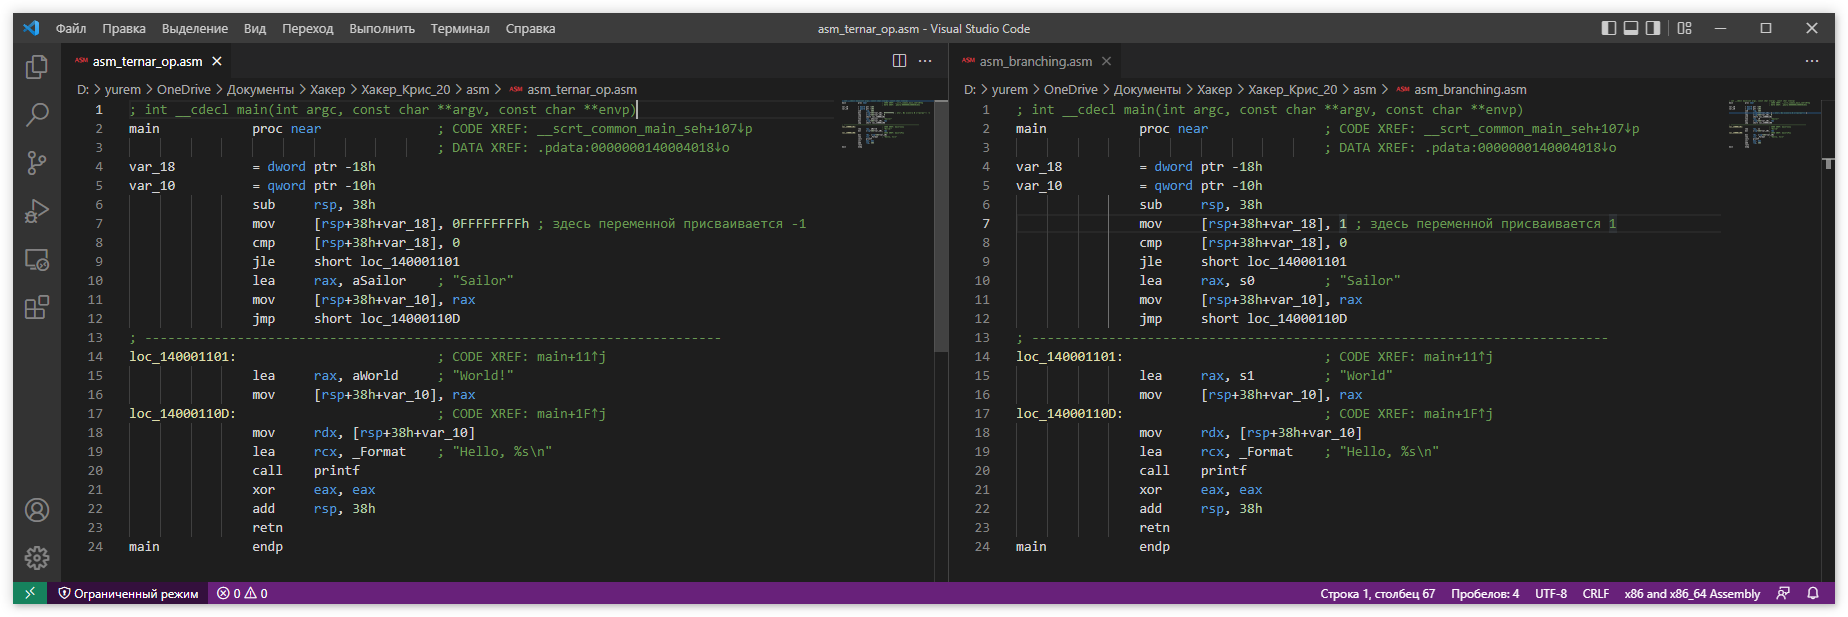 Файл Правка Выделение Вид Переход Выполнить Терминал Справка
asm_ternar_op.asm - Visual Studio Code
ASM asm_ternar_op.asm
D: > yurem > OneDrive > Документы > Хакер > Хакер_Крис_20 > asm > ASM asm_ternar_op.asm
1 ; int __cdecl main(int argc, const char **argv, const char **envp)
2 main proc near ; CODE XREF: __scrt_common_main_seh+107↓p
3 ; DATA XREF: .pdata:0000000140004018↓o
4 var_18 = dword ptr -18h
5 var_10 = qword ptr -10h
6 sub rsp, 38h
7 mov [rsp+38h+var_18], 0FFFFFFFFh ; здесь переменной присваивается -1
8 cmp [rsp+38h+var_18], 0
9 jle short loc_140001101
10 lea rax, aSailor ; "Sailor"
11 mov [rsp+38h+var_10], rax
12 jmp short loc_14000110D
13 ; ---------------------------------------------------------------------------
14 loc_140001101: ; CODE XREF: main+11↑j
15 lea rax, aWorld ; "World!"
16 mov [rsp+38h+var_10], rax
17 loc_14000110D: ; CODE XREF: main+1F↑j
18 mov rdx, [rsp+38h+var_10]
19 lea rcx, _Format ; "Hello, %s\n"
20 call printf
21 xor eax, eax
22 add rsp, 38h
23 retn
24 main endp
ASM asm_branching.asm
D: > yurem > OneDrive > Документы > Хакер > Хакер_Крис_20 > asm > ASM asm_branching.asm
1 ; int __cdecl main(int argc, const char **argv, const char **envp)
2 main proc near ; CODE XREF: __scrt_common_main_seh+107↓p
3 ; DATA XREF: .pdata:0000000140004018↓o
4 var_18 = dword ptr -18h
5 var_10 = qword ptr -10h
6 sub rsp, 38h
7 mov [rsp+38h+var_18], 1 ; здесь переменной присваивается 1
8 cmp [rsp+38h+var_18], 0
9 jle short loc_140001101
10 lea rax, s0 ; "Sailor"
11 mov [rsp+38h+var_10], rax
12 jmp short loc_14000110D
13 ; ---------------------------------------------------------------------------
14 loc_140001101: ; CODE XREF: main+11↑j
15 lea rax, s1 ; "World"
16 mov [rsp+38h+var_10], rax
17 loc_14000110D: ; CODE XREF: main+1F↑j
18 mov rdx, [rsp+38h+var_10]
19 lea rcx, _Format ; "Hello, %s\n"
20 call printf
21 xor eax, eax
22 add rsp, 38h
23 retn
24 main endp
Ограниченный режим 0 0 Строка 1, столбец 67 Пробелов: 4 UTF-8 CRLF x86 and x86_64 Assembly